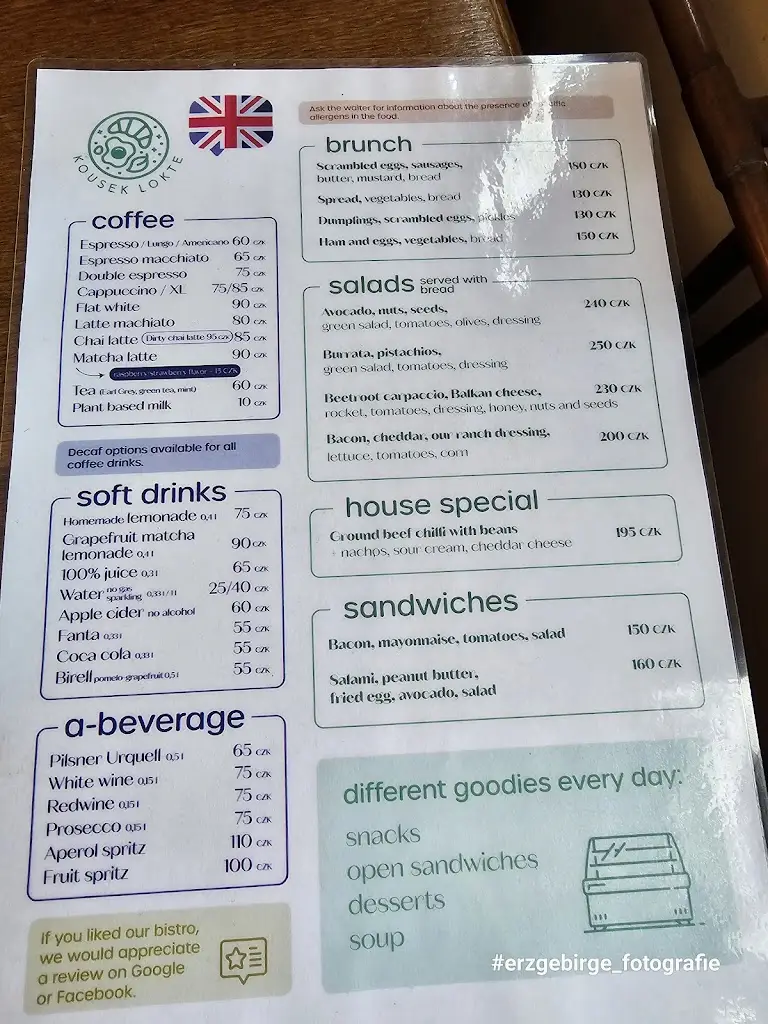 KOUSEK LOKTE
coffee
Espresso / Lungo / Americano 60 CZK
Espresso macchiato 65 CZK
Double espresso 75 CZK
Cappuccino / XL 75/85 CZK
Flat white 90 CZK
Latte machiato 80 CZK
Chai latte (Dirty chai latte 95 CZK) 85 CZK
Matcha latte 90 CZK
raspberry/strawberry flavor + 15 CZK
Tea (Earl Grey, green tea, mint) 60 CZK
Plant based milk 10 CZK
Decaf options available for all
coffee drinks.
soft drinks
Homemade lemonade 0,4 l 75 CZK
Grapefruit matcha
lemonade 0,4 l 90 CZK
100% juice 0,3 l 65 CZK
Water no gas sparkling 0,33 l / 1 l 25/40 CZK
Apple cider no alcohol 60 CZK
Fanta 0,33 l 55 CZK
Coca cola 0,33 l 55 CZK
Birell pomelo-grapefruit 0,5 l 55 CZK
a-beverage
Pilsner Urquell 0,5 l 65 CZK
White wine 0,15 l 75 CZK
Redwine 0,15 l 75 CZK
Prosecco 0,15 l 75 CZK
Aperol spritz 110 CZK
Fruit spritz 100 CZK
If you liked our bistro,
we would appreciate
a review on Google
or Facebook.
Ask the waiter for information about the presence of specific
allergens in the food.
brunch
Scrambled eggs, sausages, 180 CZK
butter, mustard, bread
Spread, vegetables, bread 130 CZK
Dumplings, scrambled eggs, pickles 130 CZK
Ham and eggs, vegetables, bread 150 CZK
salads served with bread
Avocado, nuts, seeds, 240 CZK
green salad, tomatoes, olives, dressing
Burrata, pistachios, 250 CZK
green salad, tomatoes, dressing
Beetroot carpaccio, Balkan cheese, 230 CZK
rocket, tomatoes, dressing, honey, nuts and seeds
Bacon, cheddar, our ranch dressing, 200 CZK
lettuce, tomatoes, corn
house special
Ground beef chilli with beans 195 CZK
+ nachos, sour cream, cheddar cheese
sandwiches
Bacon, mayonnaise, tomatoes, salad 150 CZK
Salami, peanut butter, 160 CZK
fried egg, avocado, salad
different goodies every day:
snacks
open sandwiches
desserts
soup
#erzgebirge_fotografie